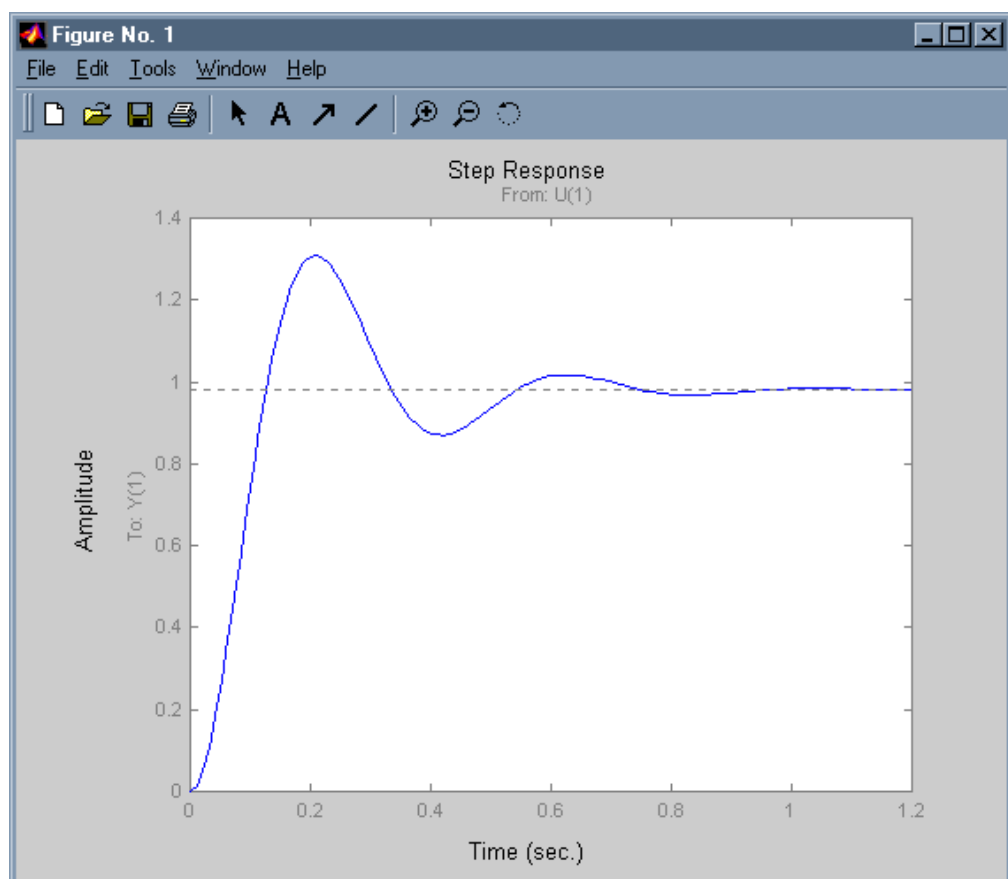 Figure No. 1
File Edit Tools Window Help
A
Step Response
From: U(1)
1.4
1.2
1
0.8
0.6
0.4
0.2
0
Amplitude
To: Y(1)
0 0.2 0.4 0.6 0.8 1 1.2
Time (sec.)